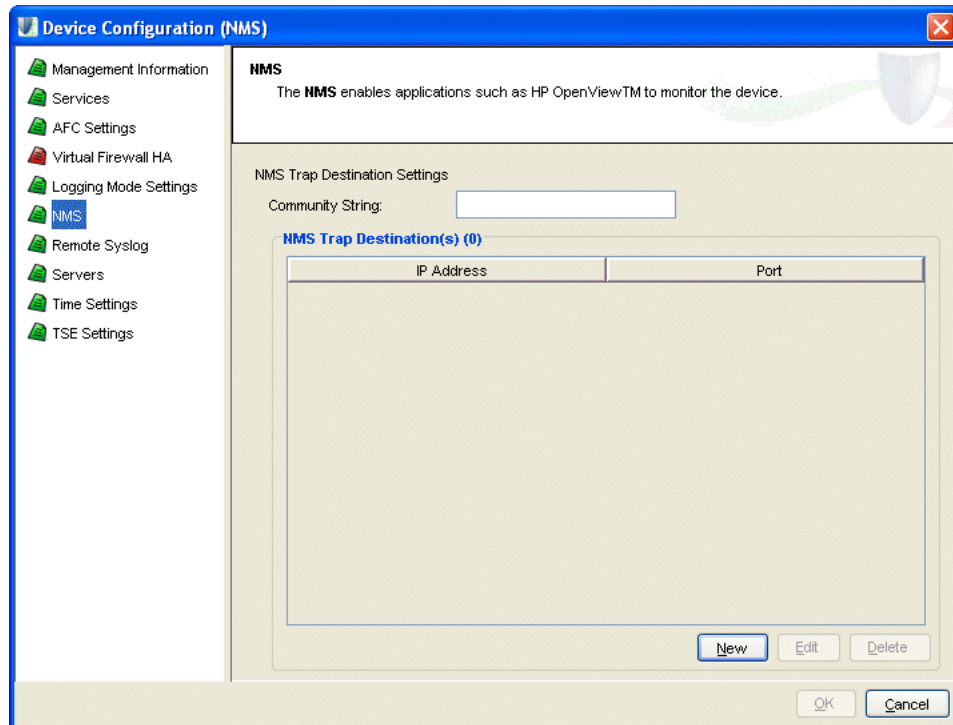 Device Configuration (NMS)
Management Information
Services
AFC Settings
Virtual Firewall HA
Logging Mode Settings
NMS
Remote Syslog
Servers
Time Settings
TSE Settings
NMS
The NMS enables applications such as HP OpenViewTM to monitor the device.
NMS Trap Destination Settings
Community String:
NMS Trap Destination(s) (0)
IP Address Port
New Edit Delete
OK Cancel